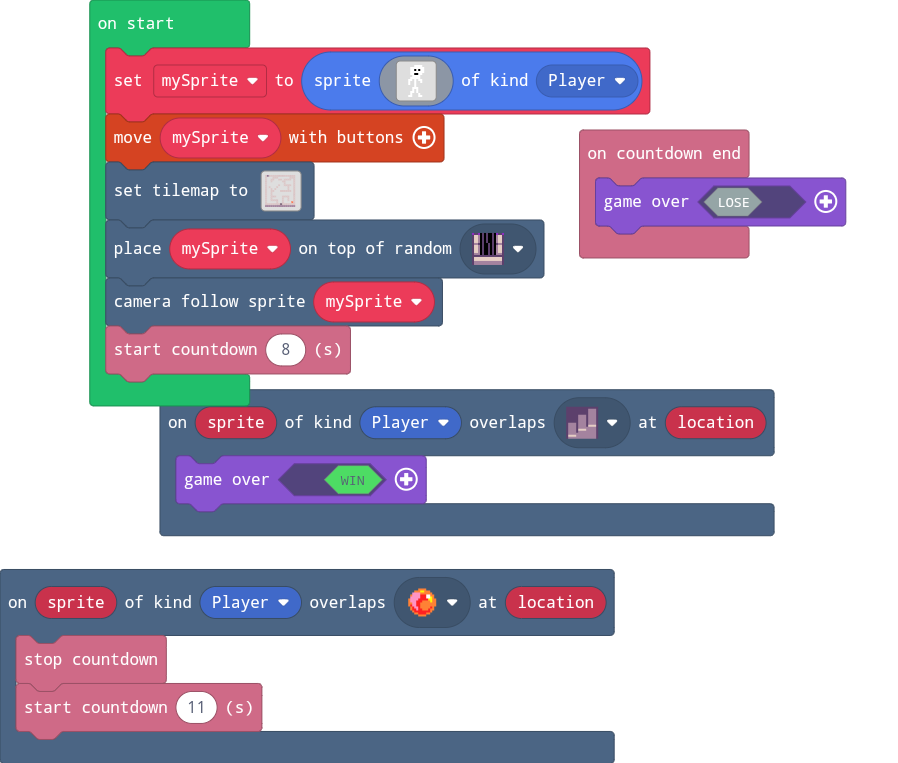 on start
set mySprite to sprite of kind Player
move mySprite with buttons
set tilemap to
place mySprite on top of random
camera follow sprite mySprite
start countdown 8 (s)
on countdown end
game over LOSE
on sprite of kind Player overlaps at location
game over WIN
on sprite of kind Player overlaps at location
stop countdown
start countdown 11 (s)